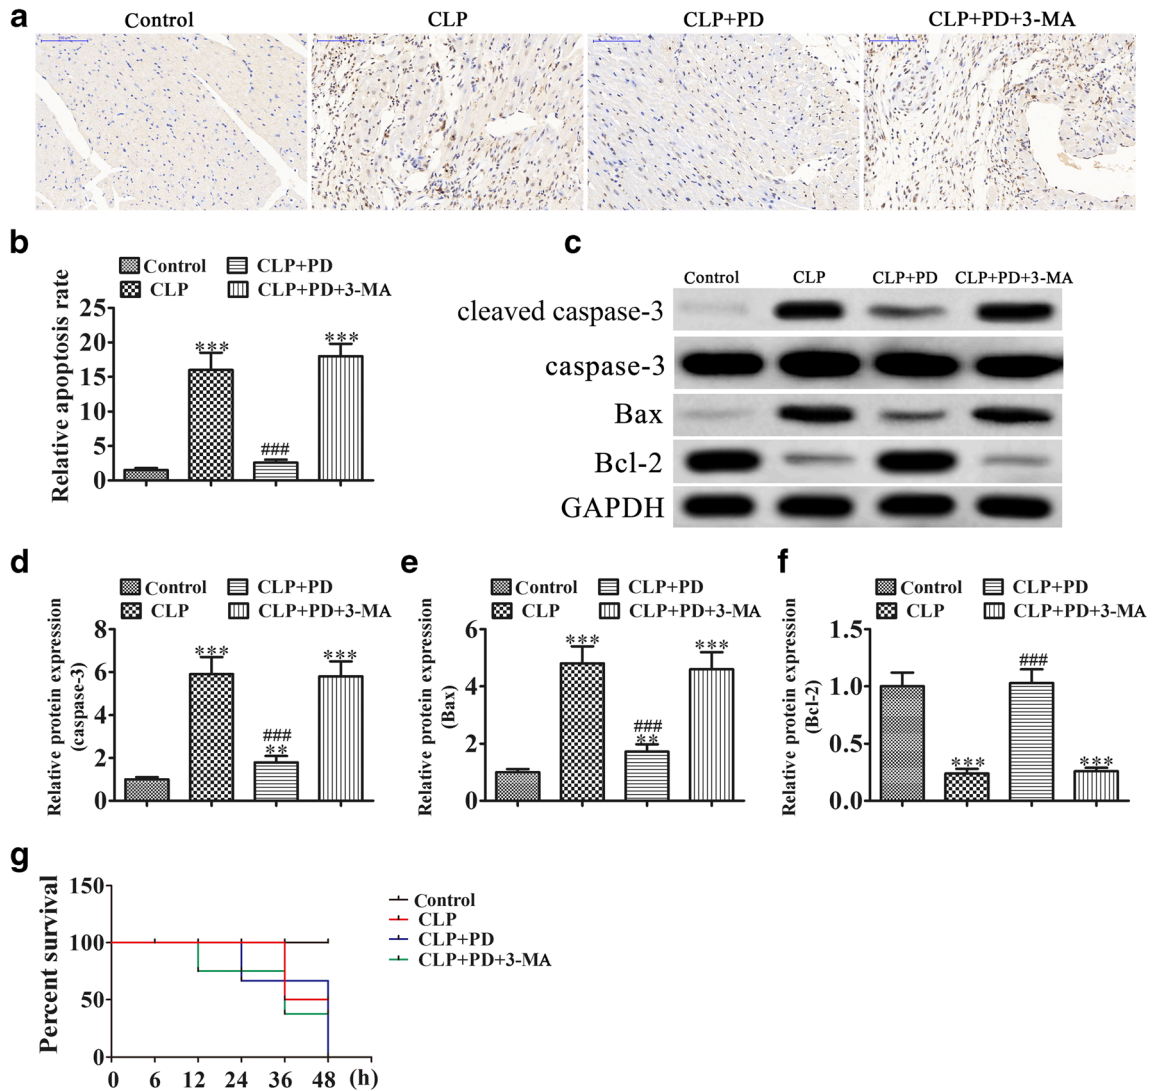 a
Control CLP CLP+PD CLP+PD+3-MA
b
Control CLP+PD
CLP CLP+PD+3-MA
Relative apoptosis rate
25
20
15
10
5
0
***
###
***
c
Control CLP CLP+PD CLP+PD+3-MA
cleaved caspase-3
caspase-3
Bax
Bcl-2
GAPDH
d
Control CLP+PD
CLP CLP+PD+3-MA
Relative protein expression
(caspase-3)
8
6
4
2
0
***
###
**
***
e
Control CLP+PD
CLP CLP+PD+3-MA
Relative protein expression
(Bax)
6
4
2
0
***
###
**
***
f
Control CLP+PD
CLP CLP+PD+3-MA
Relative protein expression
(Bcl-2)
1.5
1.0
0.5
0.0
***
###
***
g
Percent survival
150
100
50
0
0 6 12 24 36 48 (h)
Control
CLP
CLP+PD
CLP+PD+3-MA